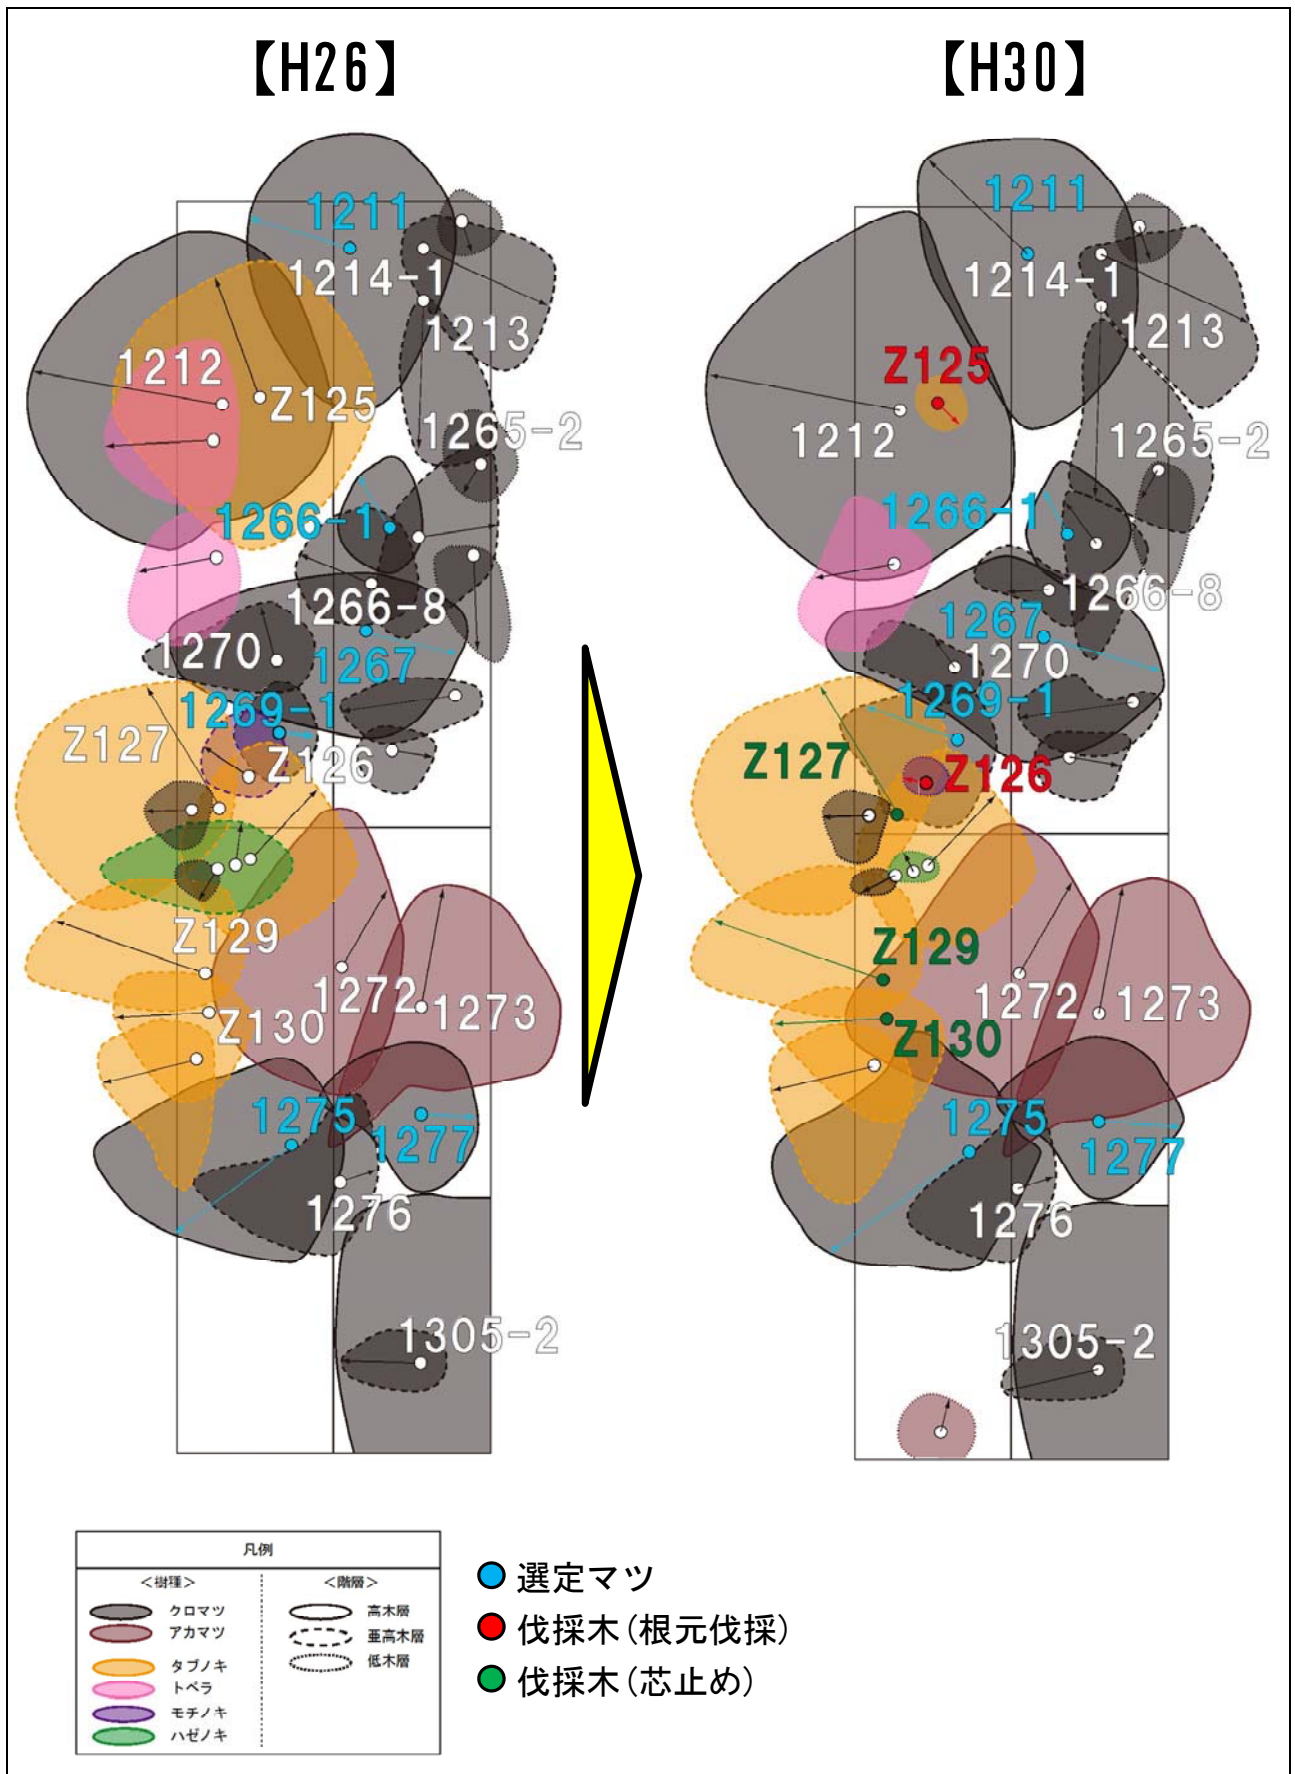 【H26】
1211
1214-1
1213
1212
Z125
1265-2
1266-1
1266-8
1270
1267
1269-1
Z127
Z126
Z129
1272
1273
Z130
1275
1277
1276
1305-2
【H30】
1211
1214-1
1213
Z125
1212
1265-2
1266-1
1266-8
1267
1270
1269-1
Z127
Z126
Z129
1272
1273
Z130
1275
1277
1276
1305-2
凡例
<樹種>
クロマツ
アカマツ
タブノキ
トベラ
モチノキ
ハゼノキ
<階層>
高木層
亜高木層
低木層
選定マツ
伐採木(根元伐採)
伐採木(芯止め)